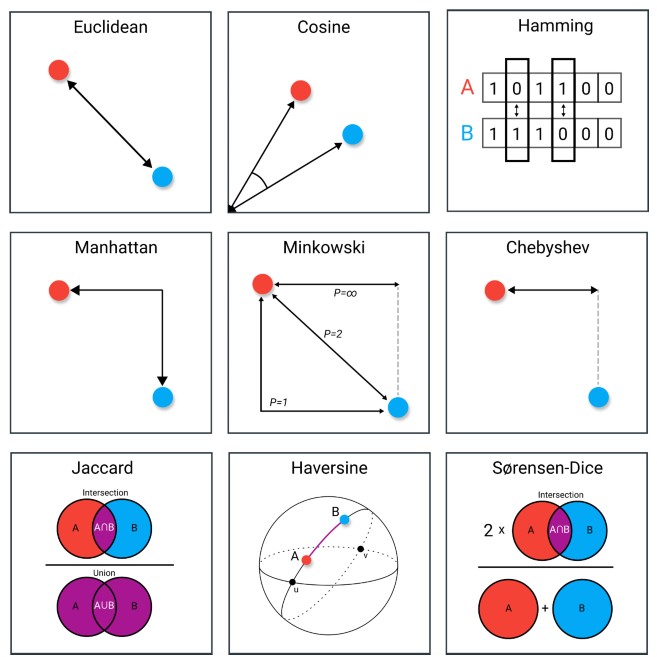 Euclidean
Cosine
Hamming
A 1 0 1 1 0 0
B 1 1 1 0 0 0
Manhattan
Minkowski
P=∞
P=2
P=1
Chebyshev
Jaccard
Intersection
A A∩B B
Union
A A∪B B
Haversine
B
A
v
u
Sørensen-Dice
Intersection
2 x A A∩B B
A + B